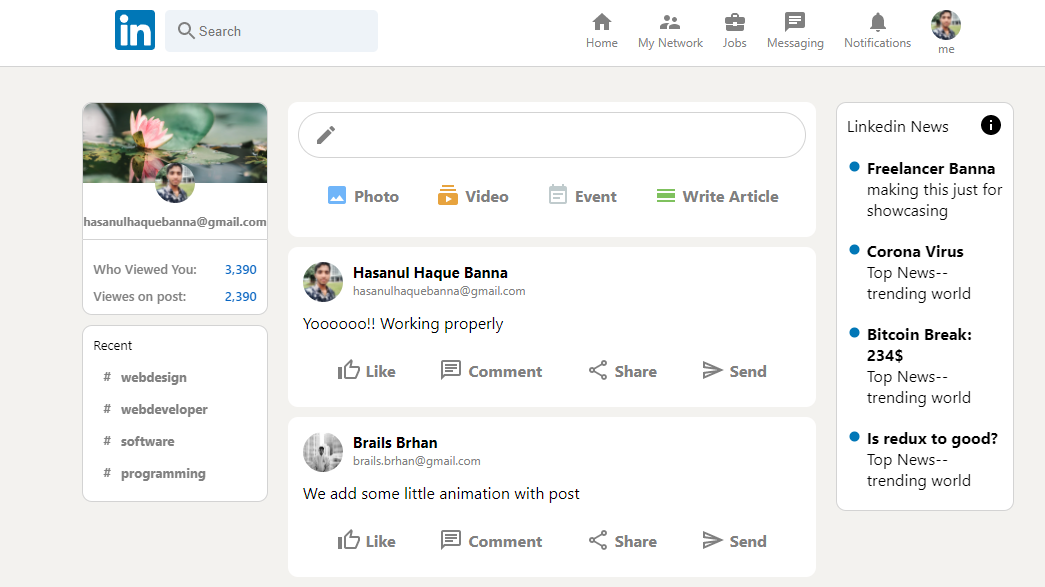 in
Search
Home
My Network
Jobs
Messaging
Notifications
me
hasanulhaquebanna@gmail.com
Who Viewed You: 3,390
Viewes on post: 2,390
Recent
# webdesign
# webdeveloper
# software
# programming
Photo
Video
Event
Write Article
Hasanul Haque Banna
hasanulhaquebanna@gmail.com
Yoooooo!! Working properly
Like
Comment
Share
Send
Brails Brhan
brails.brhan@gmail.com
We add some little animation with post
Like
Comment
Share
Send
Linkedin News
Freelancer Banna
making this just for
showcasing
Corona Virus
Top News--
trending world
Bitcoin Break:
234$
Top News--
trending world
Is redux to good?
Top News--
trending world